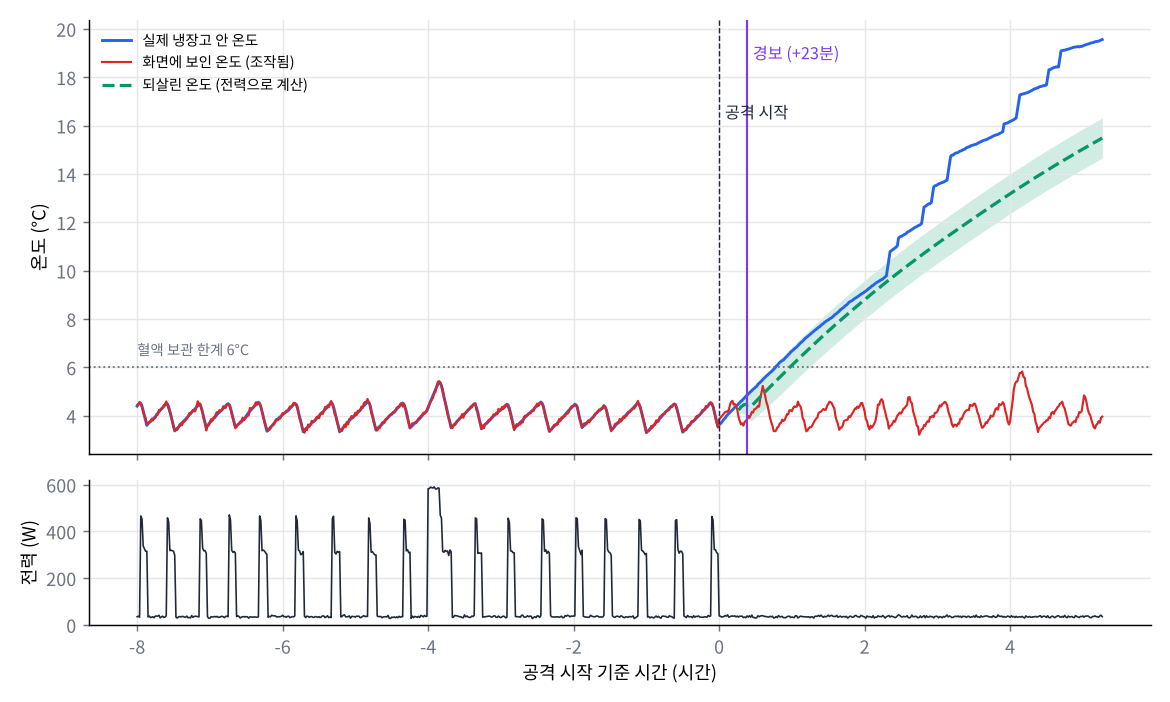 20
18
16
14
12
10
8
6
4
온도 (°C)
실제 냉장고 안 온도
화면에 보인 온도 (조작됨)
되살린 온도 (전력으로 계산)
경보 (+23분)
공격 시작
혈액 보관 한계 6°C
600
400
200
0
전력 (W)
-8
-6
-4
-2
0
2
4
공격 시작 기준 시간 (시간)